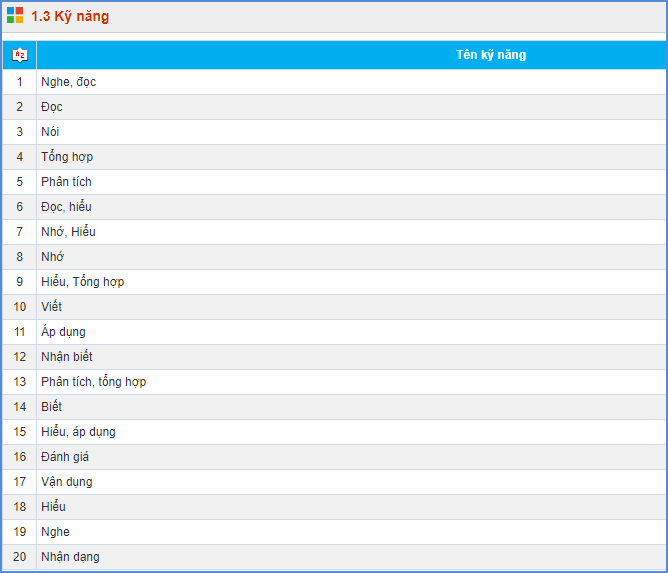 1.3 Kỹ năng
Tên kỹ năng
1 Nghe, đọc
2 Đọc
3 Nói
4 Tổng hợp
5 Phân tích
6 Đọc, hiểu
7 Nhớ, Hiểu
8 Nhớ
9 Hiểu, Tổng hợp
10 Viết
11 Áp dụng
12 Nhận biết
13 Phân tích, tổng hợp
14 Biết
15 Hiểu, áp dụng
16 Đánh giá
17 Vận dụng
18 Hiểu
19 Nghe
20 Nhận dạng